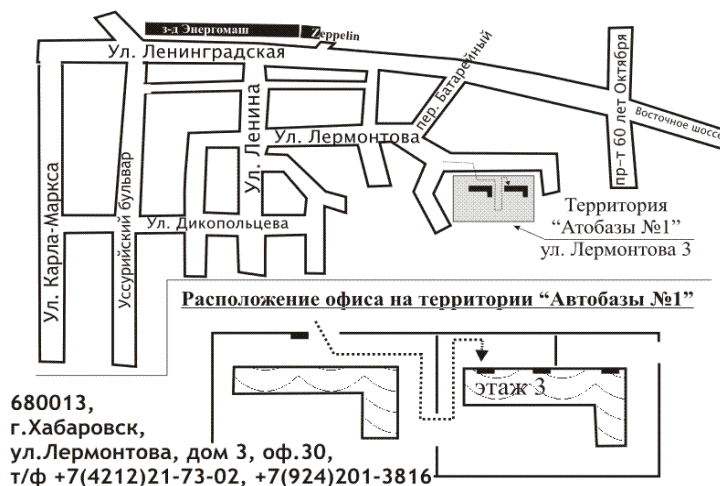 з-д Энергомаш
Zeppelin
Ул. Ленинградская
пер. Батарейный
пр-т 60 лет Октября
Восточное шоссе
Ул. Ленина
Ул. Лермонтова
Ул. Карла-Маркса
Уссурийский бульвар
Ул. Дикопольцева
Территория
“Атобазы №1”
ул. Лермонтова 3
Расположение офиса на территории “Автобазы №1”
этаж 3
680013,
г.Хабаровск,
ул.Лермонтова, дом 3, оф.30,
т/ф +7(4212)21-73-02, +7(924)201-3816